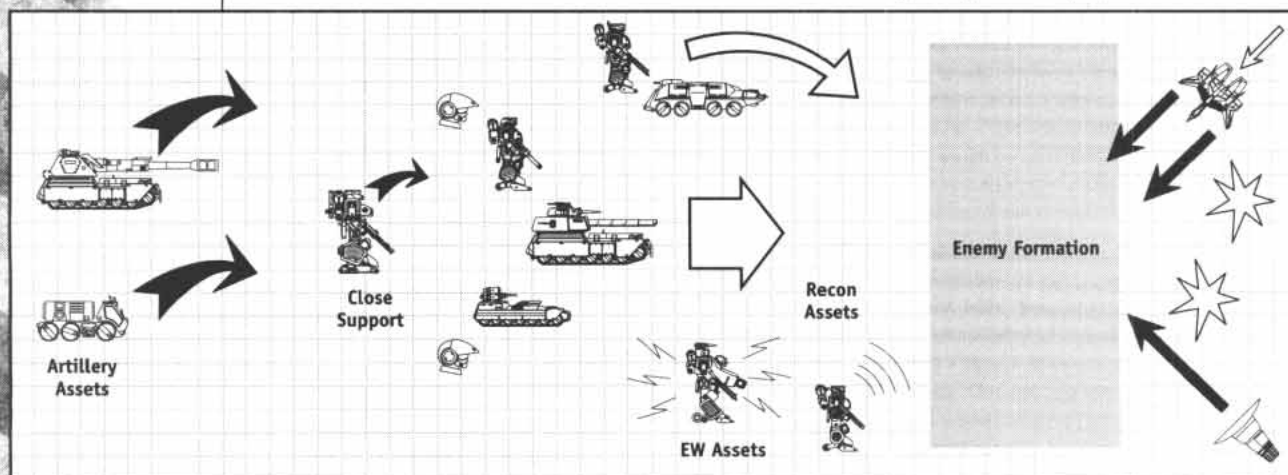 Artillery
Assets
Close
Support
EW Assets
Recon
Assets
Enemy Formation